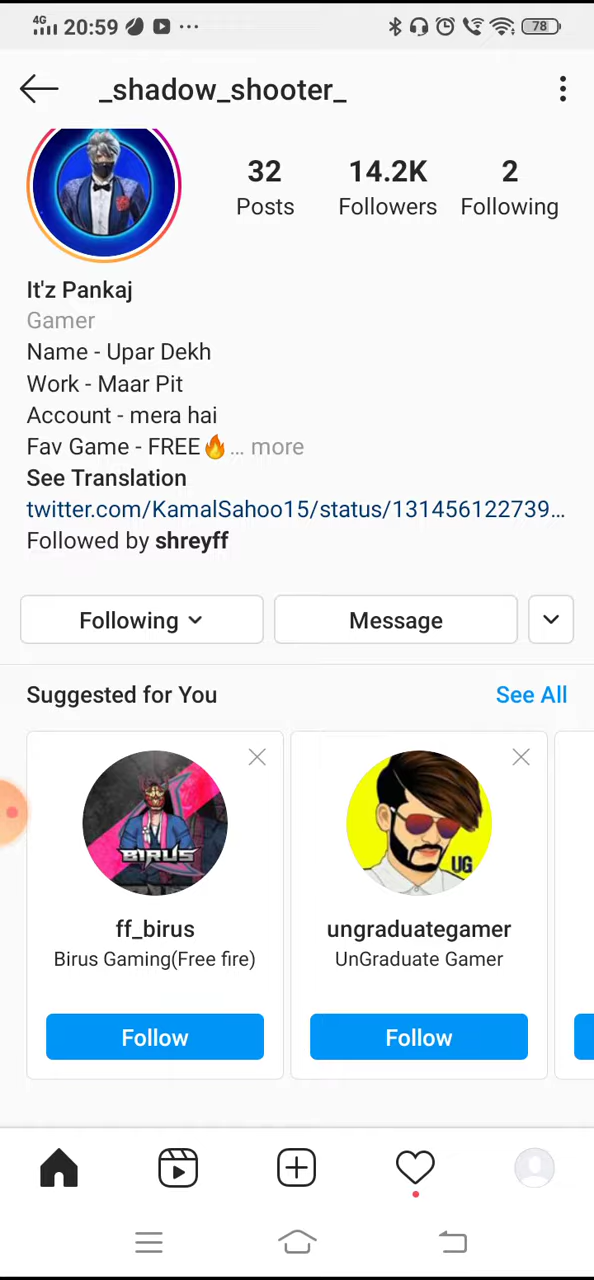 4G 20:59 78
_shadow_shooter_
32 14.2K 2
Posts Followers Following
It'z Pankaj
Gamer
Name - Upar Dekh
Work - Maar Pit
Account - mera hai
Fav Game - FREE🔥... more
See Translation
twitter.com/KamalSahoo15/status/131456122739...
Followed by shreyff
Following Message
Suggested for You See All
BIRUS UG
ff_birus ungraduategamer
Birus Gaming(Free fire) UnGraduate Gamer
Follow Follow